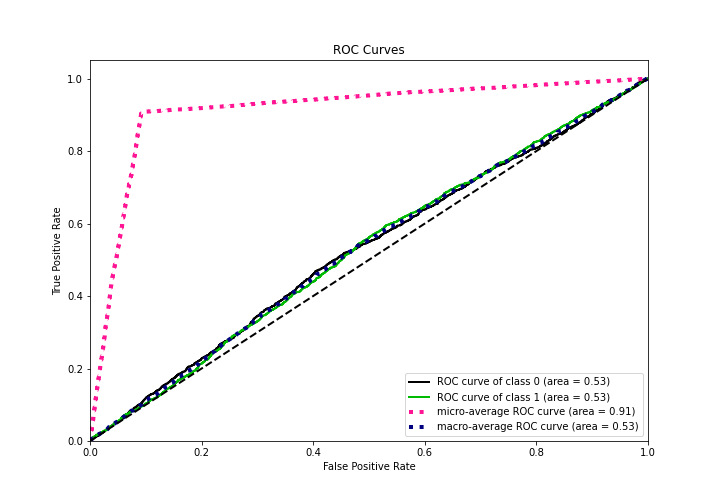 ROC Curves
True Positive Rate
1.0
0.8
0.6
0.4
0.2
0.0
0.0 0.2 0.4 0.6 0.8 1.0
False Positive Rate
ROC curve of class 0 (area = 0.53)
ROC curve of class 1 (area = 0.53)
micro-average ROC curve (area = 0.91)
macro-average ROC curve (area = 0.53)